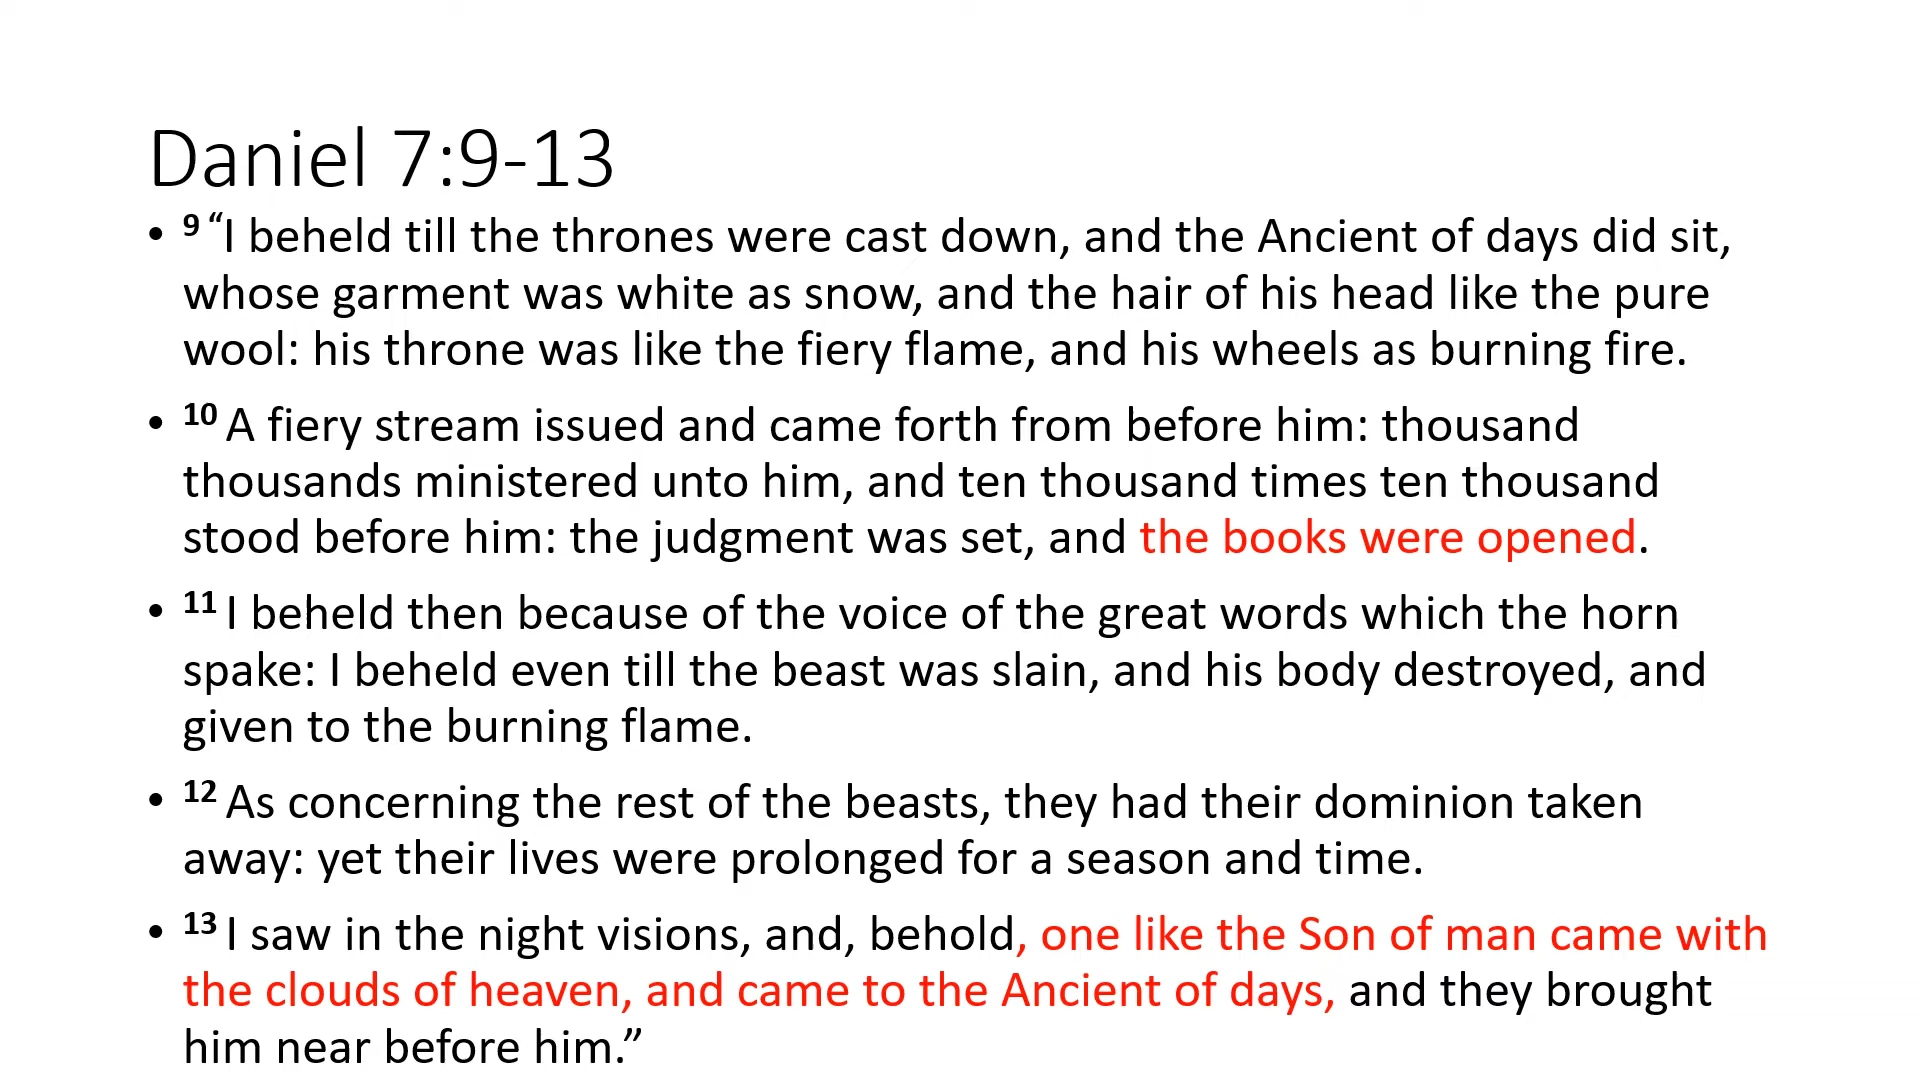 Daniel 7:9-13
• 9 “I beheld till the thrones were cast down, and the Ancient of days did sit,
whose garment was white as snow, and the hair of his head like the pure
wool: his throne was like the fiery flame, and his wheels as burning fire.
• 10 A fiery stream issued and came forth from before him: thousand
thousands ministered unto him, and ten thousand times ten thousand
stood before him: the judgment was set, and the books were opened.
• 11 I beheld then because of the voice of the great words which the horn
spake: I beheld even till the beast was slain, and his body destroyed, and
given to the burning flame.
• 12 As concerning the rest of the beasts, they had their dominion taken
away: yet their lives were prolonged for a season and time.
• 13 I saw in the night visions, and, behold, one like the Son of man came with
the clouds of heaven, and came to the Ancient of days, and they brought
him near before him.”